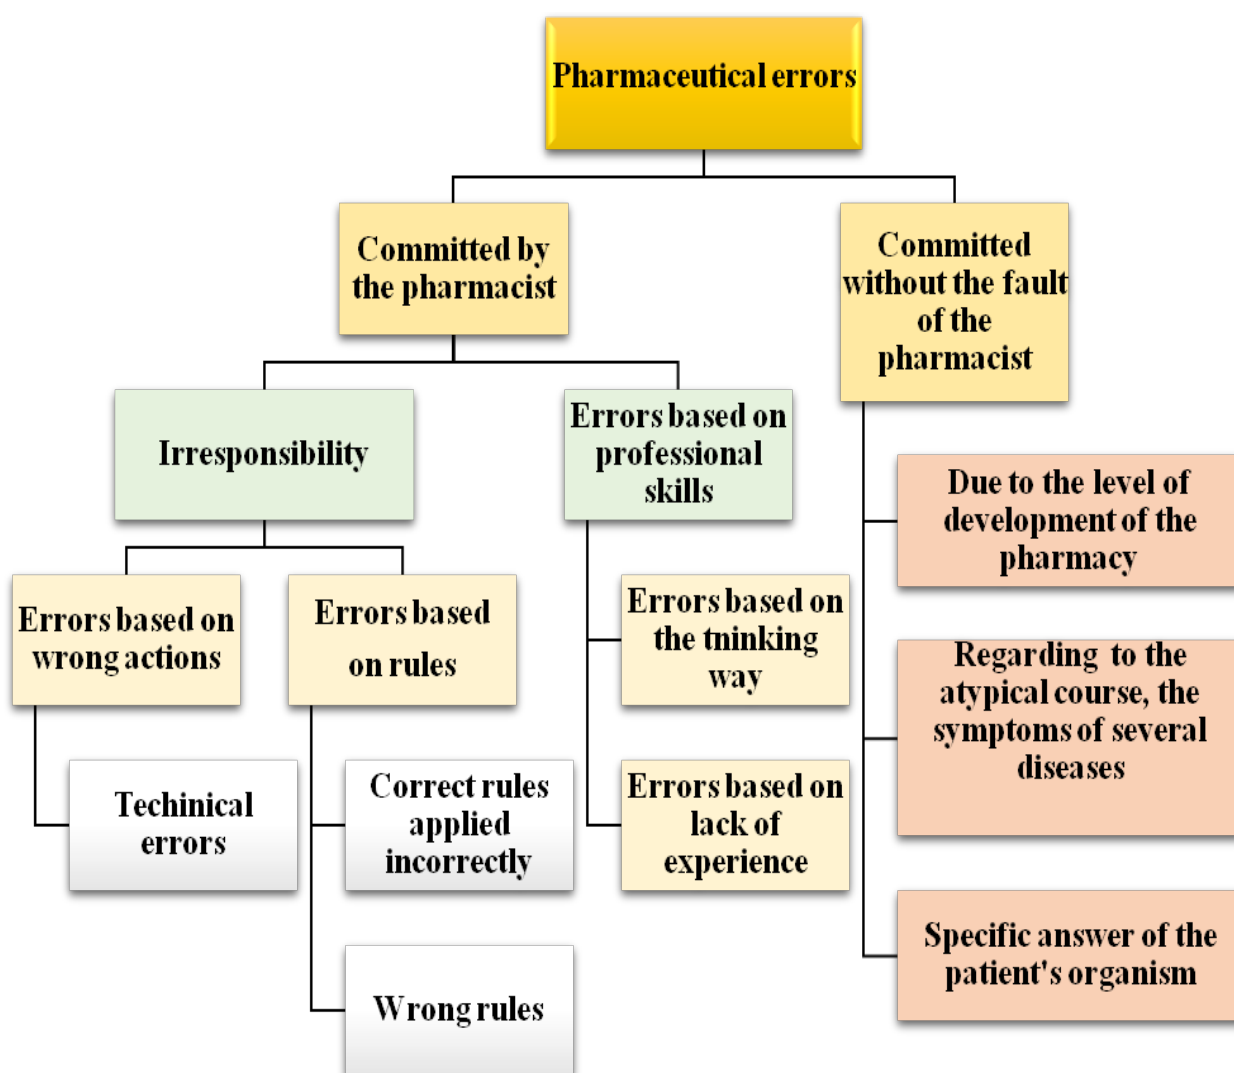 Pharmaceutical errors
Committed by
the pharmacist
Committed
without the fault
of the
pharmacist
Irresponsibility
Errors based on
professional
skills
Due to the level of
development of the
pharmacy
Errors based on
wrong actions
Errors based
on rules
Errors based on
the tninking
way
Regarding to the
atypical course, the
symptoms of several
diseases
Techinical
errors
Correct rules
applied
incorrectly
Errors based on
lack of
experience
Specific answer of the
patient's organism
Wrong rules